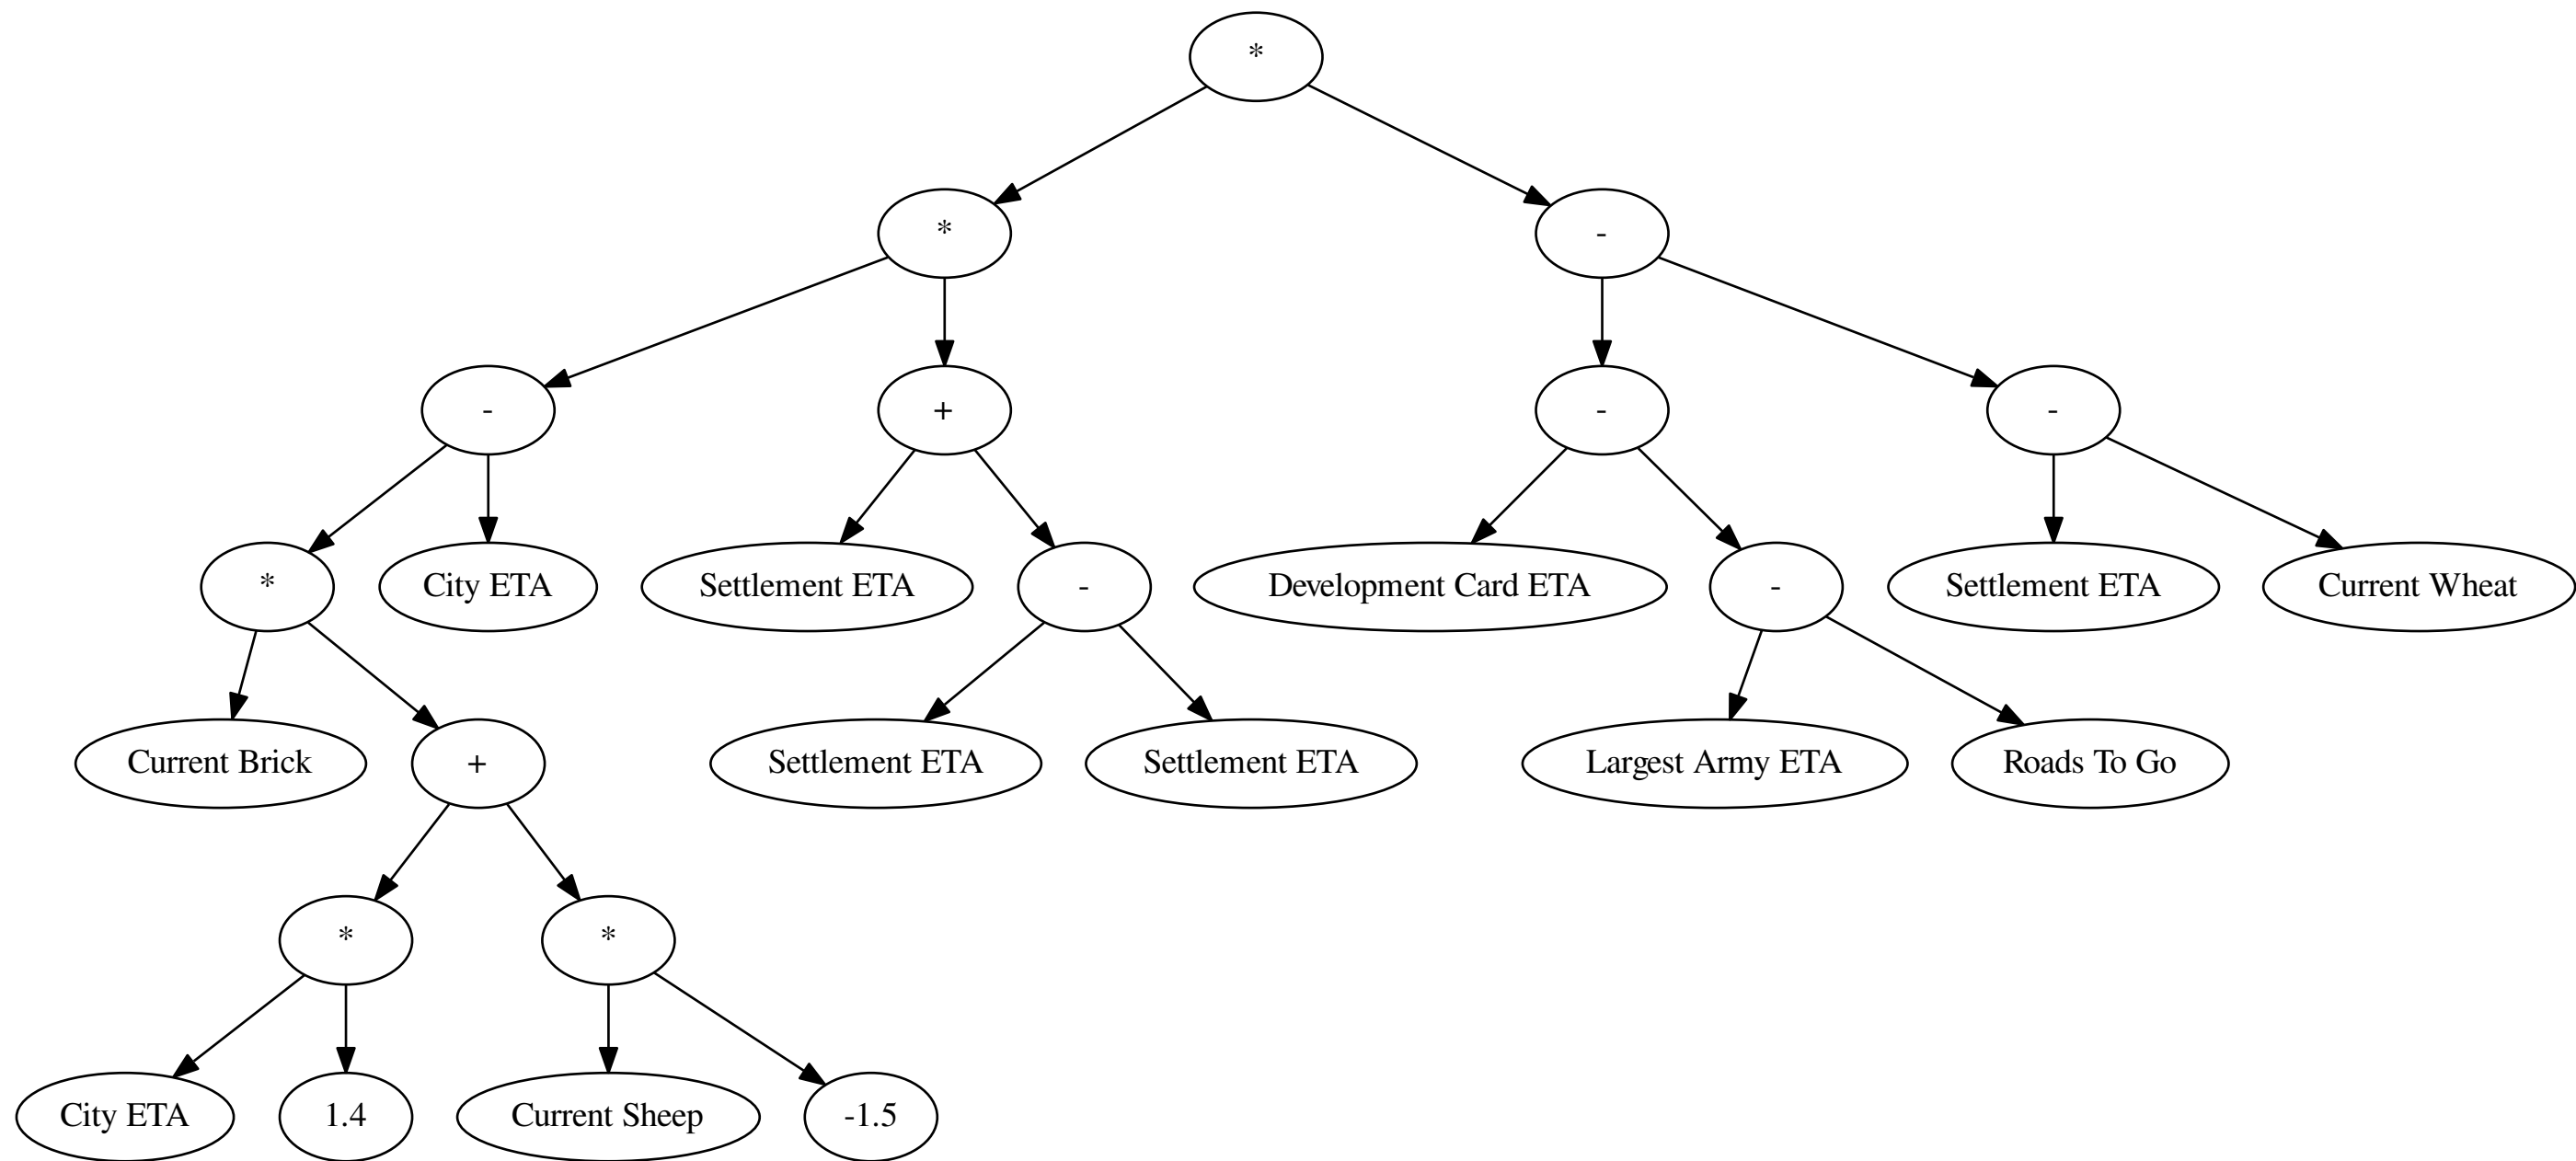 *
*
-
-
+
-
-
*
City ETA
Settlement ETA
-
Development Card ETA
-
Settlement ETA
Current Wheat
Current Brick
+
Settlement ETA
Settlement ETA
Largest Army ETA
Roads To Go
*
*
City ETA
1.4
Current Sheep
-1.5